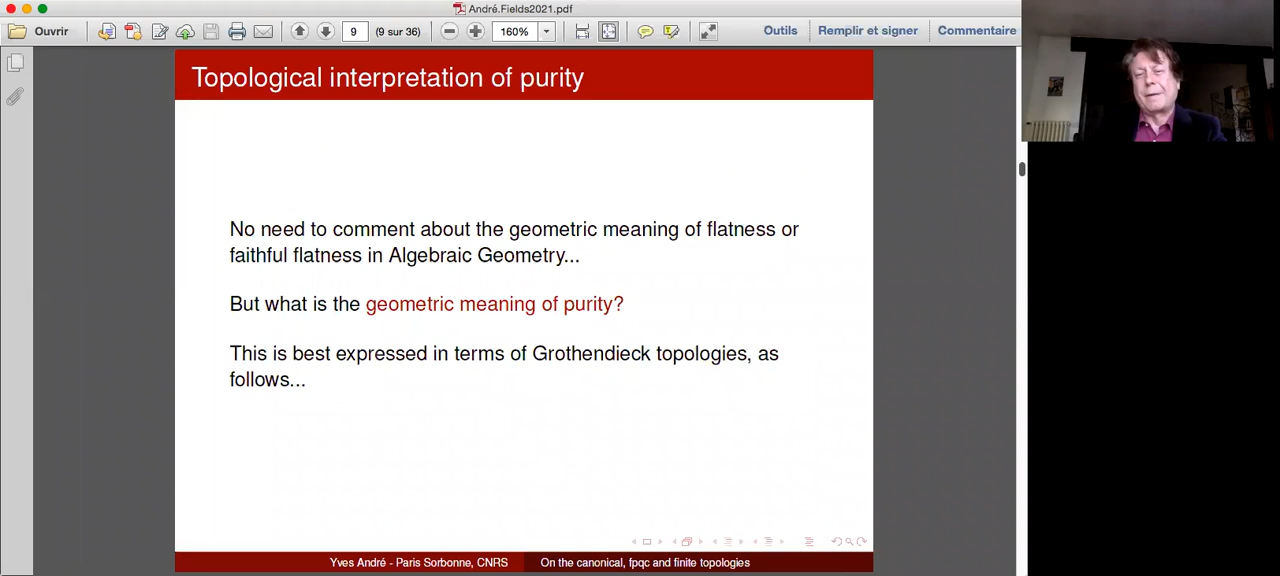 André.Fields2021.pdf
Ouvrir
9
(9 sur 36)
160%
Outils
Remplir et signer
Commentaire
Topological interpretation of purity
No need to comment about the geometric meaning of flatness or
faithful flatness in Algebraic Geometry...
But what is the geometric meaning of purity?
This is best expressed in terms of Grothendieck topologies, as
follows...
Yves André - Paris Sorbonne, CNRS
On the canonical, fpqc and finite topologies